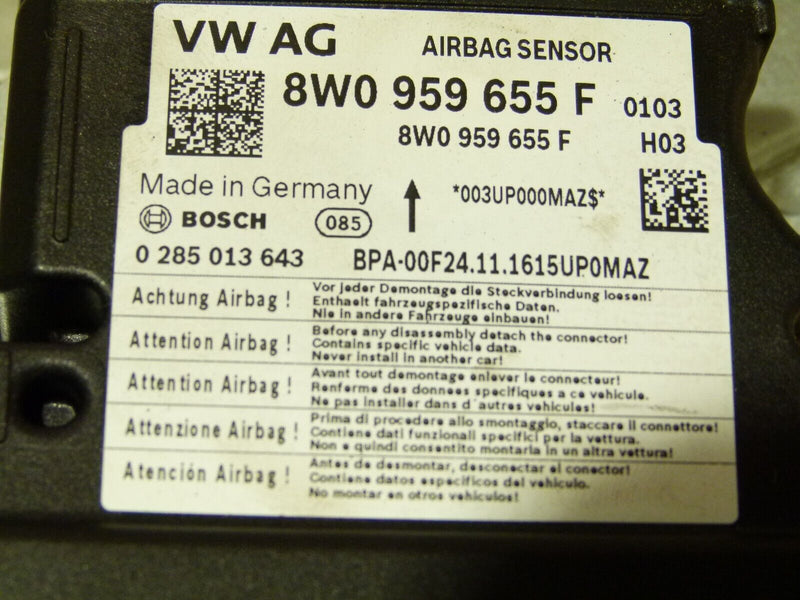 VW AG
AIRBAG SENSOR
8W0 959 655 F 0103
8W0 959 655 F H03
Made in Germany
*003UP000MAZ$*
BOSCH 085
0 285 013 643
BPA-00F24.11.1615UP0MAZ
Achtung Airbag !
Vor jeder Demontage die Steckverbindung loesen!
Enthaelt fahrzeugspezifische Daten.
Nie in andere Fahrzeuge einbauen!
Attention Airbag !
Before any disassembly detach the connector!
Contains specific vehicle data.
Never install in another car!
Attention Airbag !
Avant tout demontage enlever le connecteur!
Renferme des donnees specifiques a ce vehicule.
Ne pas installer dans d'autres vehicules!
Attenzione Airbag !
Prima di procedere allo smontaggio, staccare il connettore!
Contiene dati funzionali specifici per la vettura.
Non e quindi consentito montarla in un altra vettura!
Atención Airbag !
Antes de desmontar, desconectar el conector!
Contiene datos especificos del vehiculo.
No montar en otros vehiculos!